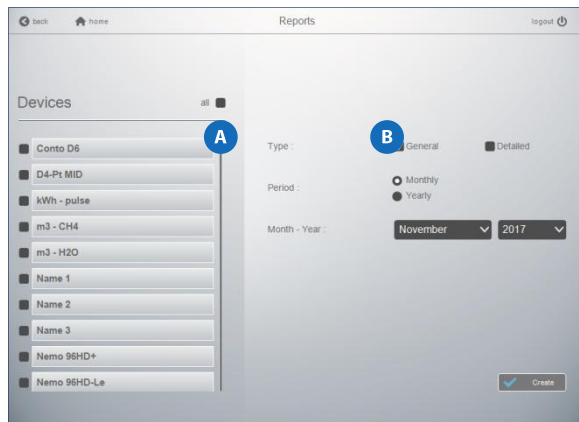 back home Reports logout
Devices all
A
Conto D6
D4-Pt MID
kWh - pulse
m3 - CH4
m3 - H2O
Name 1
Name 2
Name 3
Nemo 96HD+
Nemo 96HD-Le
B
Type : General Detailed
Period : Monthly
Yearly
Month - Year : November 2017
Create